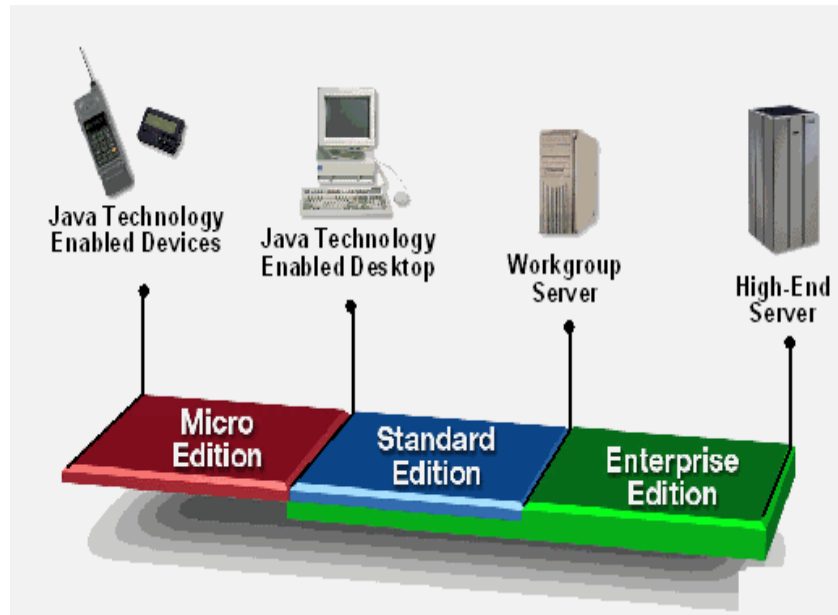 Java Technology
Enabled Devices
Java Technology
Enabled Desktop
Workgroup
Server
High-End
Server
Micro
Edition
Standard
Edition
Enterprise
Edition